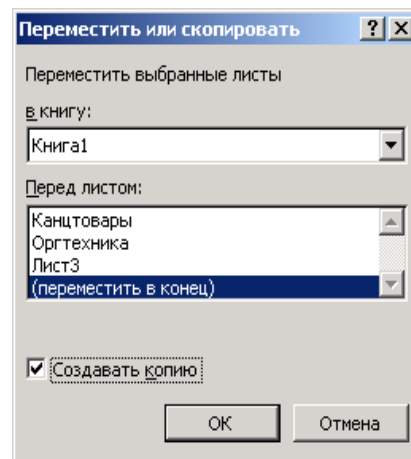 Переместить или скопировать
Переместить выбранные листы
в книгу:
Книга1
Перед листом:
Канцтовары
Оргтехника
Лист3
(переместить в конец)
Создавать копию
ОК
Отмена